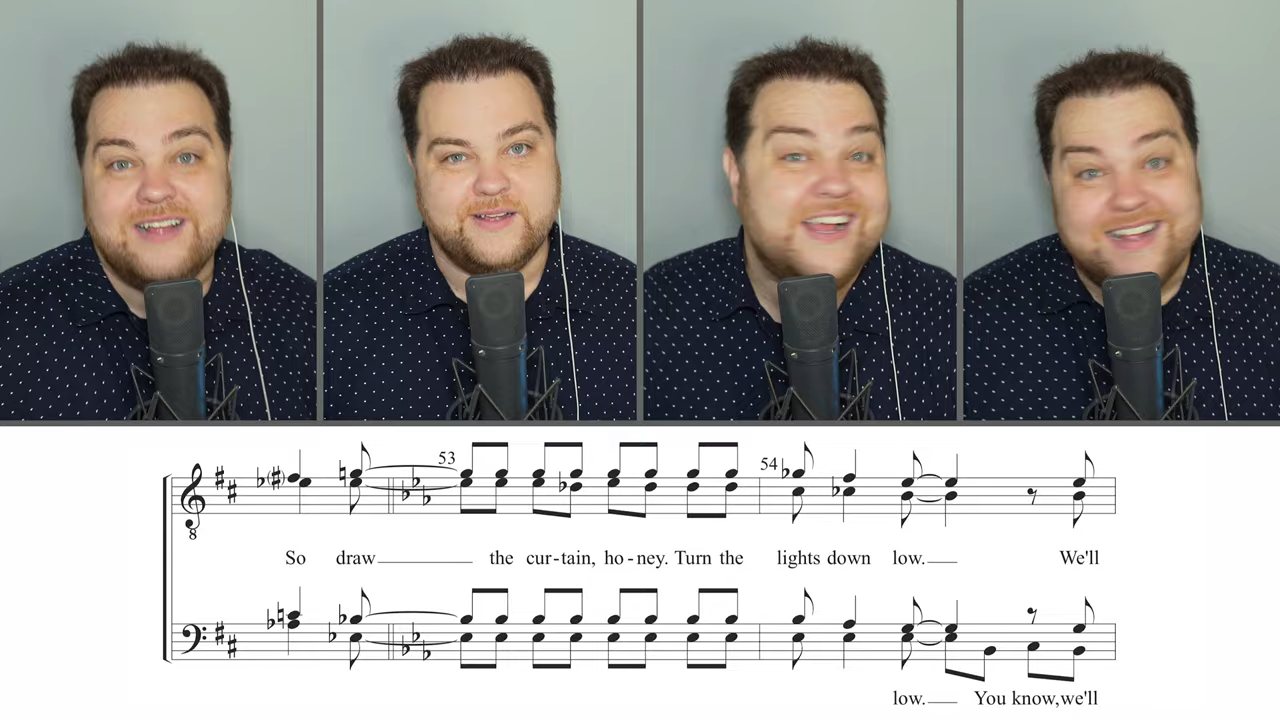 53
54
8
So draw the cur-tain, ho-ney. Turn the lights down low. We'll
low. You know,we'll